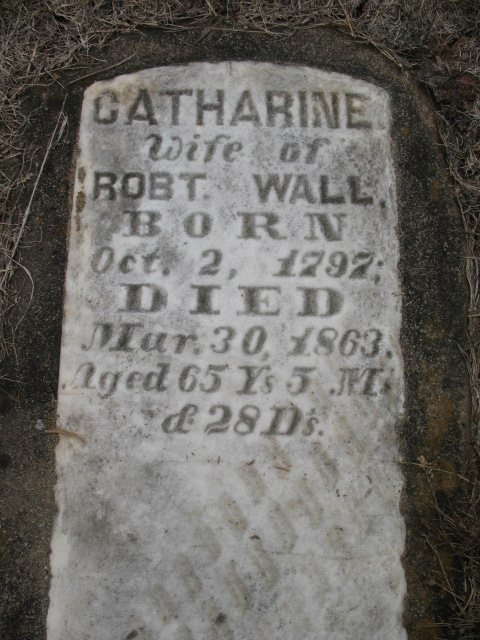 CATHARINE
Wife of
ROBT. WALL,
BORN
Oct. 2, 1797;
DIED
Mar. 30, 1863,
Aged 65 Ys 5 Ms
& 28 Ds.